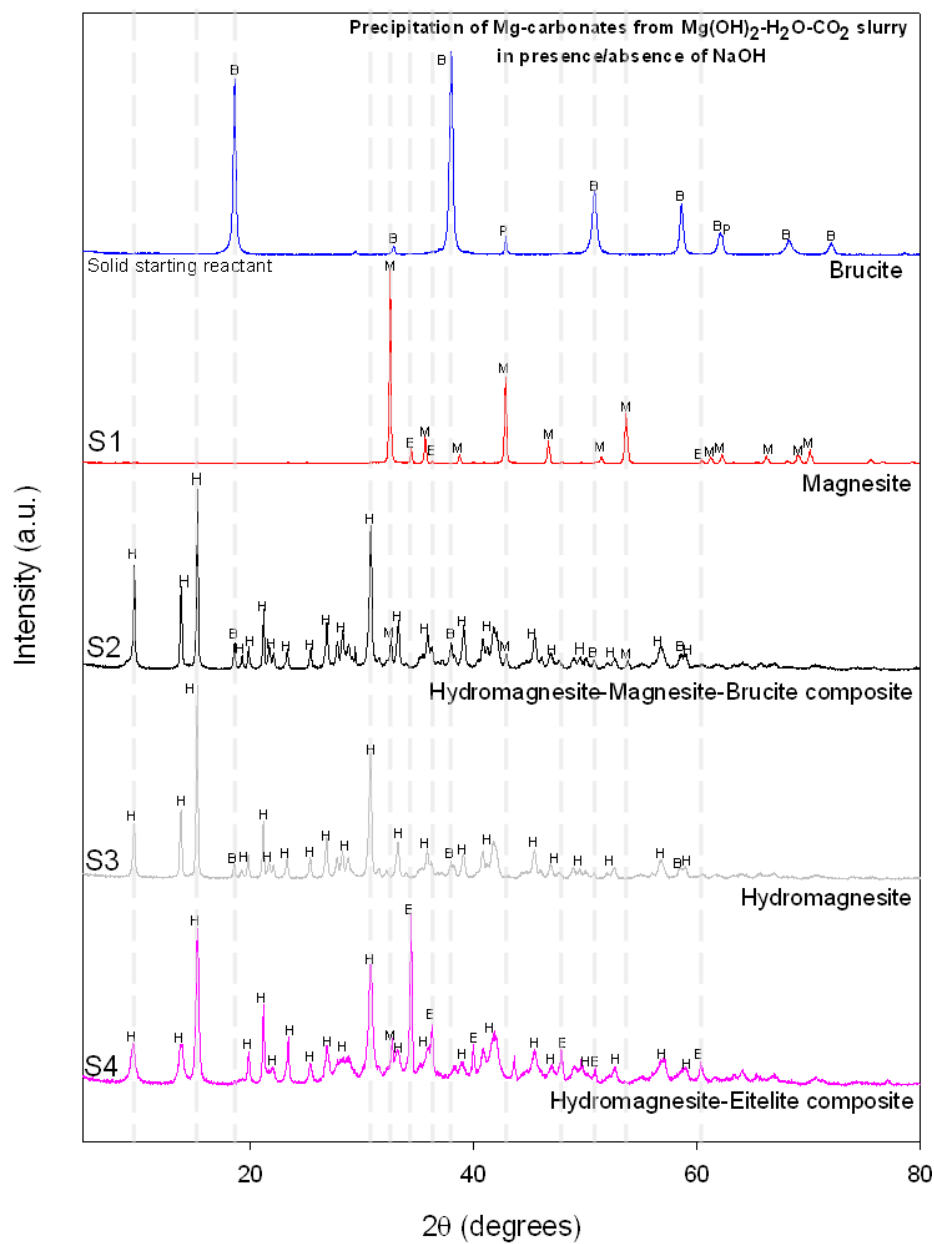 Precipitation of Mg-carbonates from Mg(OH)2-H2O-CO2 slurry
in presence/absence of NaOH
B B B P B B Bp B B
Solid starting reactant
Brucite
M E M E M M M M M E M M M M M
S1
Magnesite
H H H B H H H H H H H H H M H H B H H H M H H B H M H B H
S2
Hydromagnesite-Magnesite-Brucite composite
H H H B H H H H H H H H H H B H H H H H H H B H
S3
Hydromagnesite
H H H H H H H H H H H M H H E E H E H H H E H E H H H E
S4
Hydromagnesite-Eitelite composite
Intensity (a.u.)
20 40 60 80
2θ (degrees)